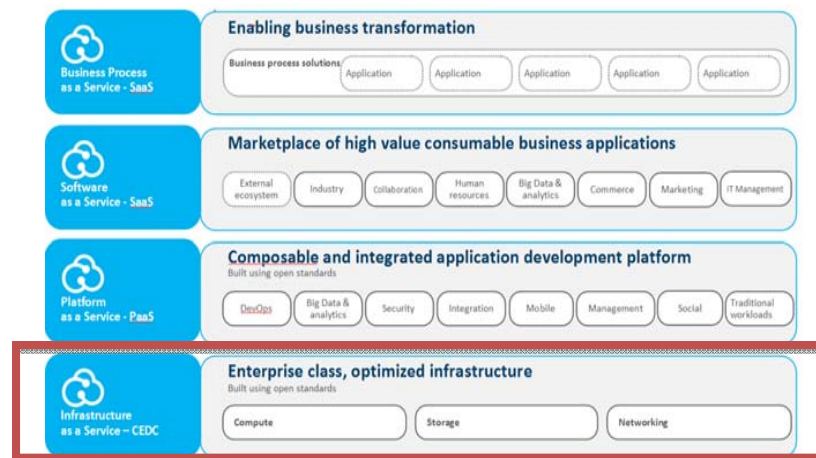 Business Process
as a Service - SaaS
Enabling business transformation
Business process solutions
Application
Application
Application
Application
Application
Software
as a Service - SaaS
Marketplace of high value consumable business applications
External
ecosystem
Industry
Collaboration
Human
resources
Big Data &
analytics
Commerce
Marketing
IT Management
Platform
as a Service - PaaS
Composable and integrated application development platform
Built using open standards
DevOps
Big Data &
analytics
Security
Integration
Mobile
Management
Social
Traditional
workloads
Infrastructure
as a Service – CEDC
Enterprise class, optimized infrastructure
Built using open standards
Compute
Storage
Networking